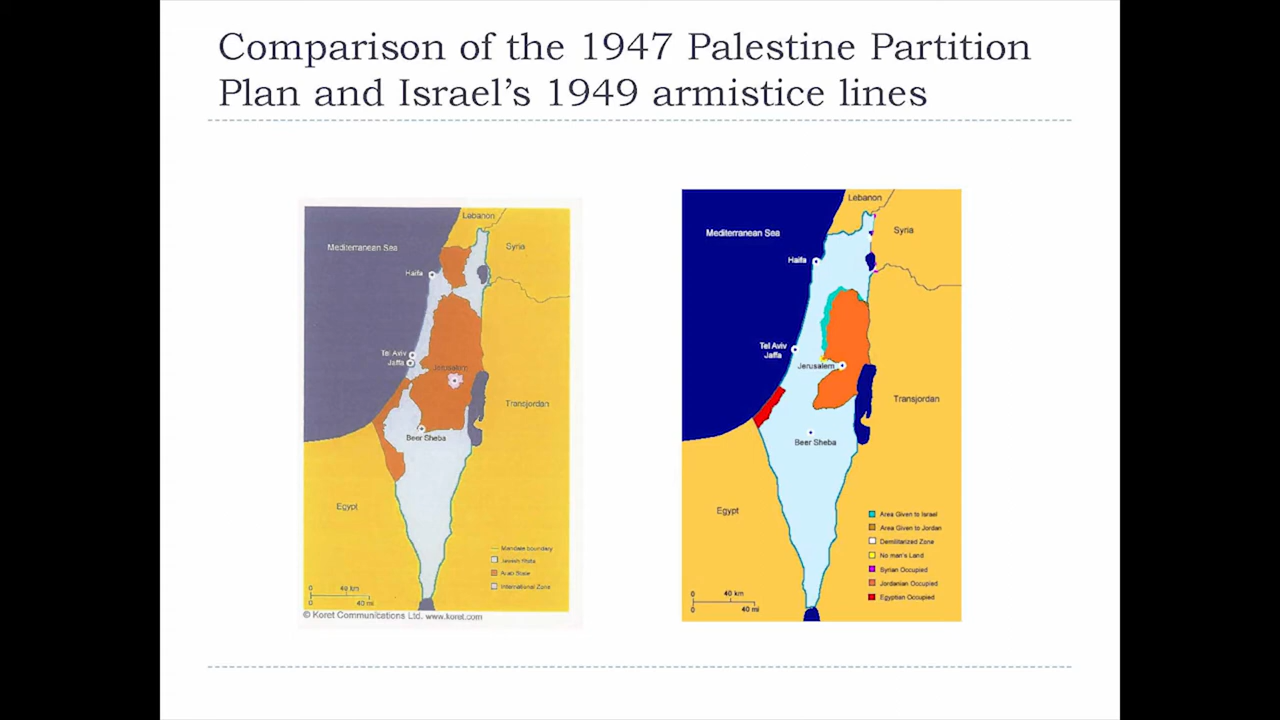 Comparison of the 1947 Palestine Partition
Plan and Israel's 1949 armistice lines
Lebanon
Mediterranean Sea
Syria
Haifa
Tel Aviv
Jaffa
Jerusalem
Transjordan
Beer Sheba
Egypt
Mandate boundary
Jewish State
Arab State
International Zone
0 40 km
0 40 mi
© Koret Communications Ltd. www.koret.com
Lebanon
Mediterranean Sea
Syria
Haifa
Tel Aviv
Jaffa
Jerusalem
Transjordan
Beer Sheba
Egypt
Area Given to Israel
Area Given to Jordan
Demilitarized Zone
No man's Land
Syrian Occupied
Jordanian Occupied
Egyptian Occupied
0 40 km
0 40 mi